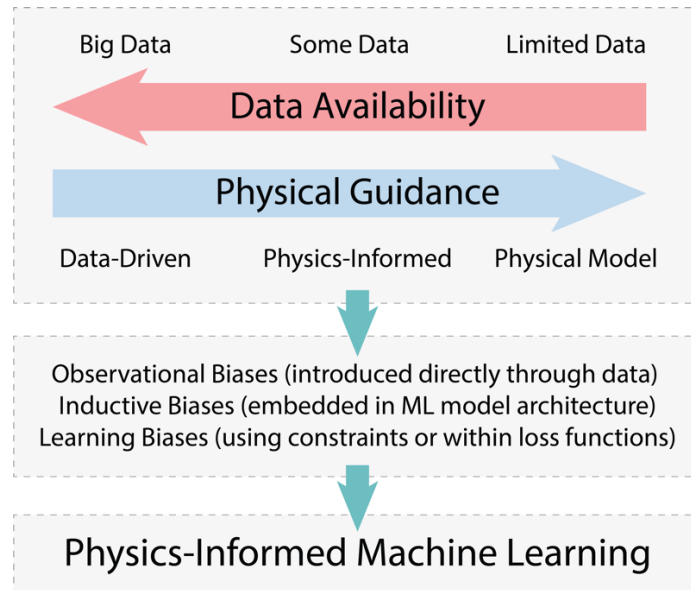 Big Data Some Data Limited Data
Data Availability
Physical Guidance
Data-Driven Physics-Informed Physical Model
Observational Biases (introduced directly through data)
Inductive Biases (embedded in ML model architecture)
Learning Biases (using constraints or within loss functions)
Physics-Informed Machine Learning